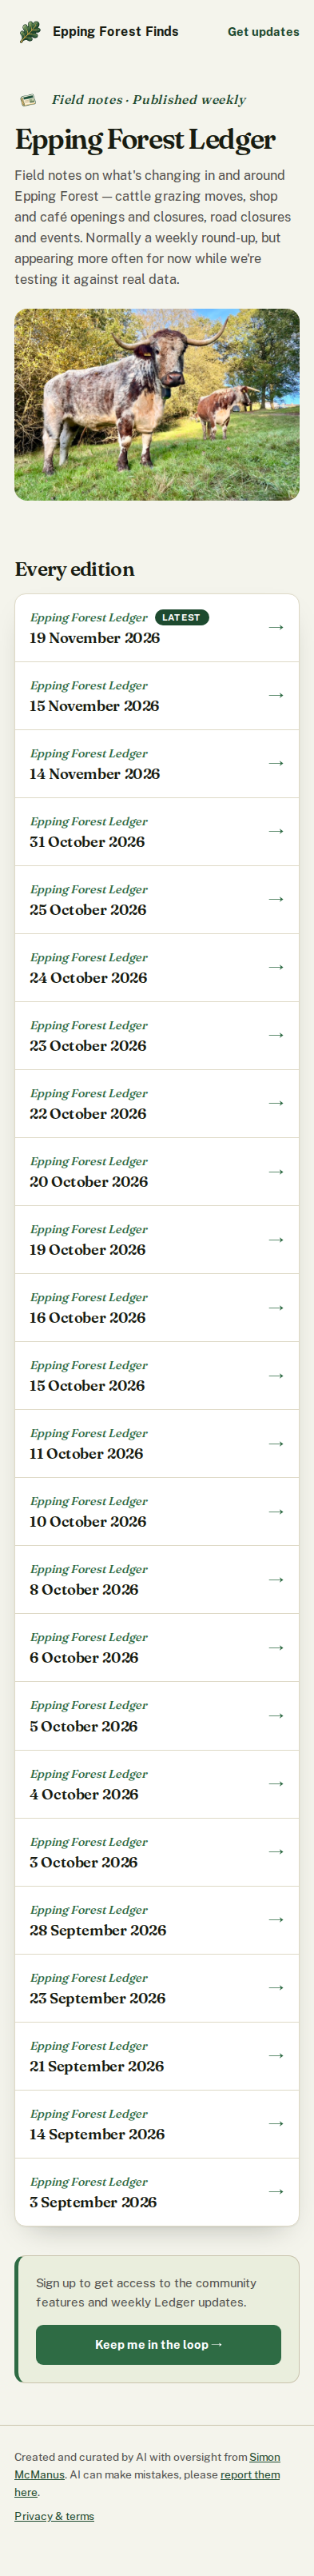 Epping Forest Finds
Get updates
Field notes · Published weekly
Epping Forest Ledger
Field notes on what's changing in and around
Epping Forest — cattle grazing moves, shop
and café openings and closures, road closures
and events. Normally a weekly round-up, but
appearing more often for now while we're
testing it against real data.
Every edition
Epping Forest Ledger LATEST
19 November 2026
→
Epping Forest Ledger
15 November 2026
→
Epping Forest Ledger
14 November 2026
→
Epping Forest Ledger
31 October 2026
→
Epping Forest Ledger
25 October 2026
→
Epping Forest Ledger
24 October 2026
→
Epping Forest Ledger
23 October 2026
→
Epping Forest Ledger
22 October 2026
→
Epping Forest Ledger
20 October 2026
→
Epping Forest Ledger
19 October 2026
→
Epping Forest Ledger
16 October 2026
→
Epping Forest Ledger
15 October 2026
→
Epping Forest Ledger
11 October 2026
→
Epping Forest Ledger
10 October 2026
→
Epping Forest Ledger
8 October 2026
→
Epping Forest Ledger
6 October 2026
→
Epping Forest Ledger
5 October 2026
→
Epping Forest Ledger
4 October 2026
→
Epping Forest Ledger
3 October 2026
→
Epping Forest Ledger
28 September 2026
→
Epping Forest Ledger
23 September 2026
→
Epping Forest Ledger
21 September 2026
→
Epping Forest Ledger
14 September 2026
→
Epping Forest Ledger
3 September 2026
→
Sign up to get access to the community
features and weekly Ledger updates.
Keep me in the loop →
Created and curated by AI with oversight from Simon
McManus. AI can make mistakes, please report them
here.
Privacy & terms